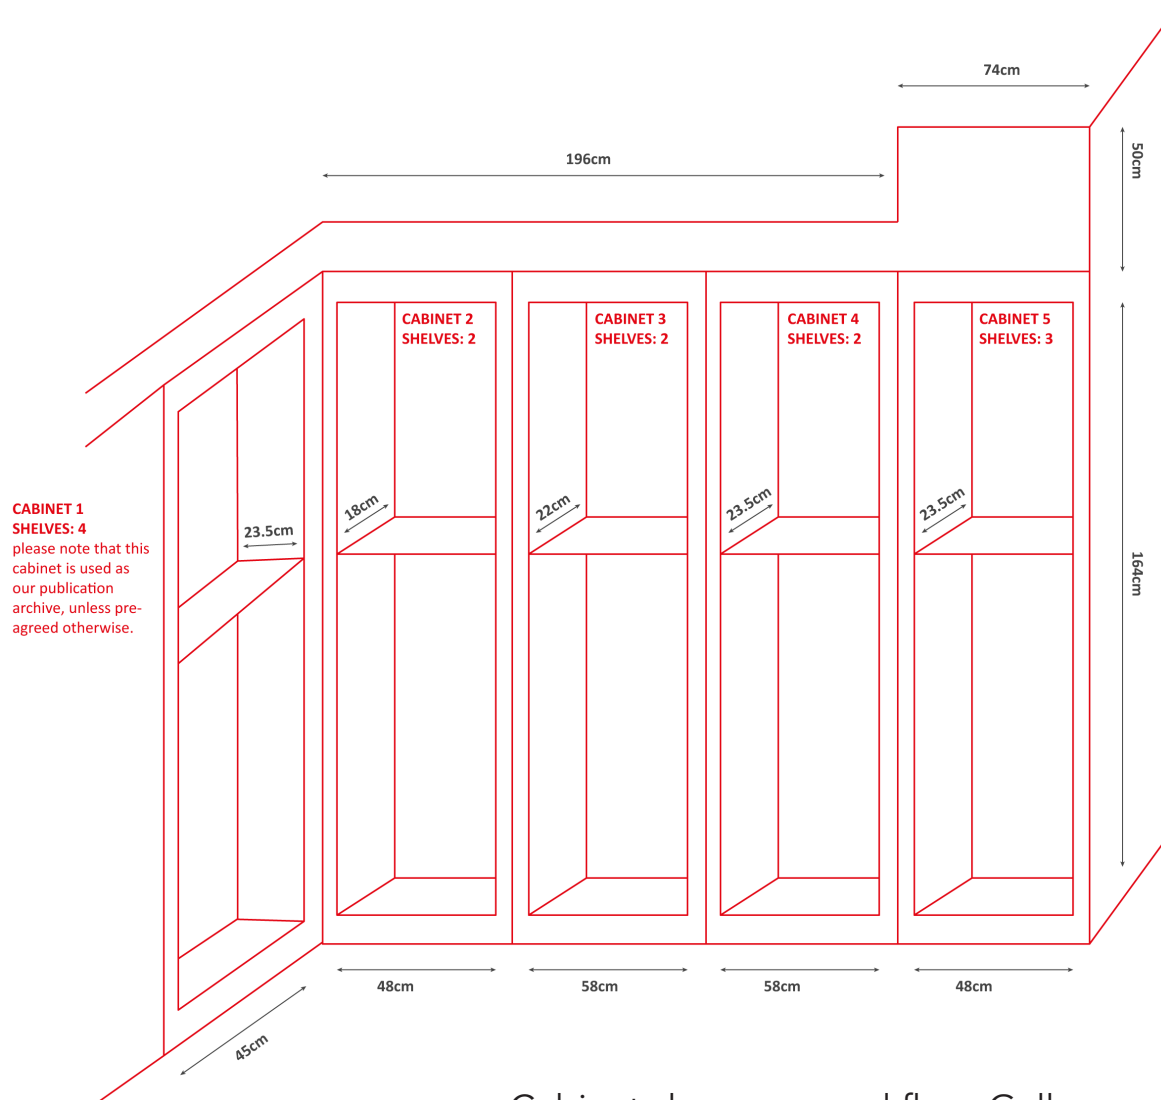 74cm
50cm
196cm
CABINET 2
SHELVES: 2
CABINET 3
SHELVES: 2
CABINET 4
SHELVES: 2
CABINET 5
SHELVES: 3
CABINET 1
SHELVES: 4
please note that this
cabinet is used as
our publication
archive, unless pre-
agreed otherwise.
23.5cm
18cm
22cm
23.5cm
23.5cm
164cm
48cm
58cm
58cm
48cm
45cm